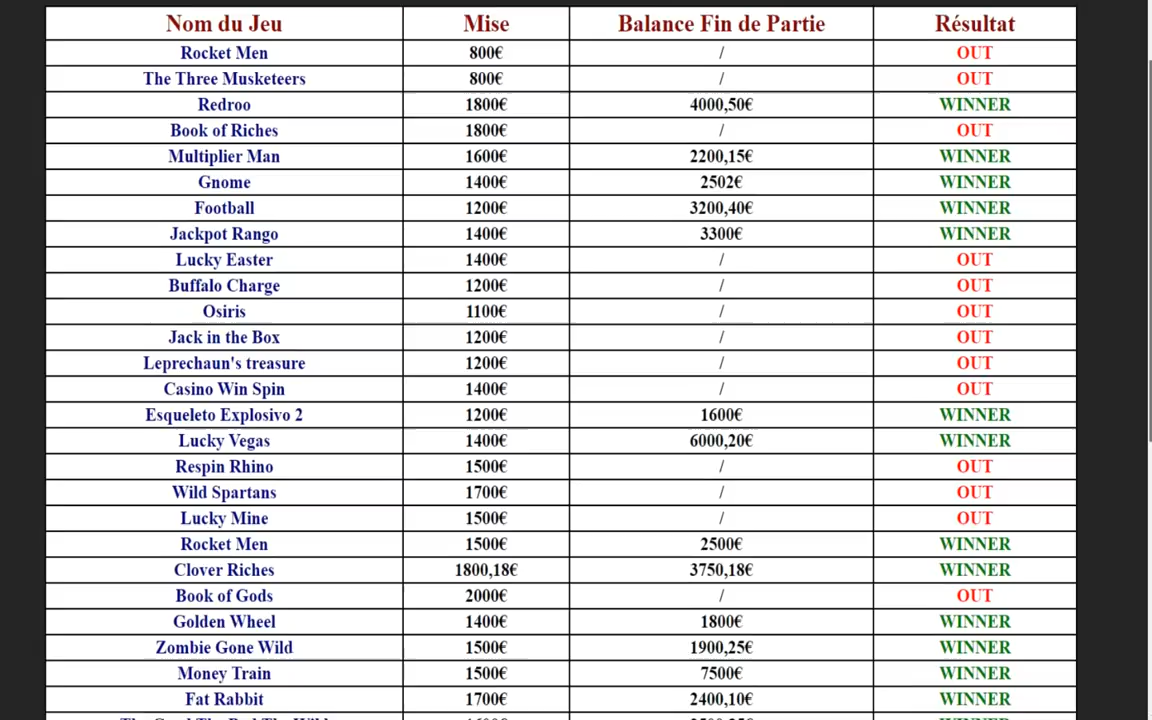 Nom du Jeu Mise Balance Fin de Partie Résultat
Rocket Men 800€ / OUT
The Three Musketeers 800€ / OUT
Redroo 1800€ 4000,50€ WINNER
Book of Riches 1800€ / OUT
Multiplier Man 1600€ 2200,15€ WINNER
Gnome 1400€ 2502€ WINNER
Football 1200€ 3200,40€ WINNER
Jackpot Rango 1400€ 3300€ WINNER
Lucky Easter 1400€ / OUT
Buffalo Charge 1200€ / OUT
Osiris 1100€ / OUT
Jack in the Box 1200€ / OUT
Leprechaun's treasure 1200€ / OUT
Casino Win Spin 1400€ / OUT
Esqueleto Explosivo 2 1200€ 1600€ WINNER
Lucky Vegas 1400€ 6000,20€ WINNER
Respin Rhino 1500€ / OUT
Wild Spartans 1700€ / OUT
Lucky Mine 1500€ / OUT
Rocket Men 1500€ 2500€ WINNER
Clover Riches 1800,18€ 3750,18€ WINNER
Book of Gods 2000€ / OUT
Golden Wheel 1400€ 1800€ WINNER
Zombie Gone Wild 1500€ 1900,25€ WINNER
Money Train 1500€ 7500€ WINNER
Fat Rabbit 1700€ 2400,10€ WINNER